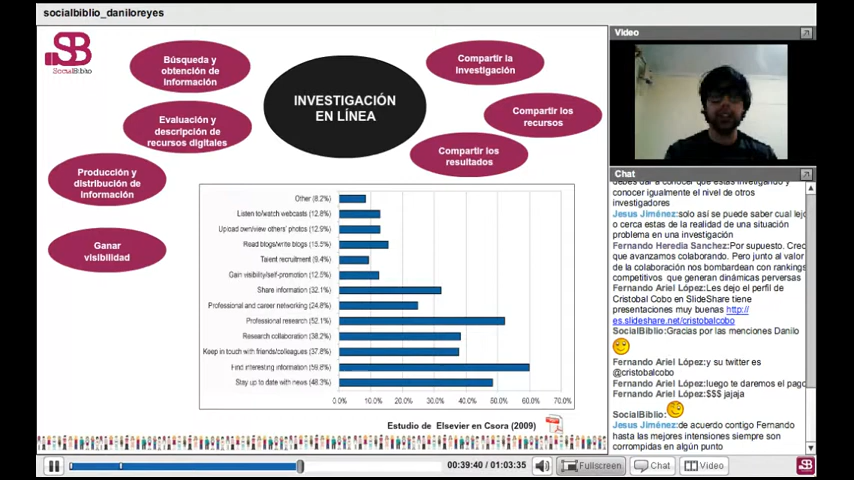 socialbiblio_daniloreyes
SB
SocialBiblio
Búsqueda y
obtención de
información
Evaluación y
descripción de
recursos digitales
Producción y
distribución de
información
Ganar
visibilidad
INVESTIGACIÓN
EN LÍNEA
Compartir la
investigación
Compartir los
recursos
Compartir los
resultados
Other (8.2%)
Listen to/watch webcasts (12.8%)
Upload own/view others' photos (12.9%)
Read blogs/write blogs (15.5%)
Talent recruitment (9.4%)
Gain visibility/self-promotion (12.5%)
Share information (32.1%)
Professional and career networking (24.8%)
Professional research (52.1%)
Research collaboration (38.2%)
Keep in touch with friends/colleagues (37.8%)
Find interesting information (59.8%)
Stay up to date with news (48.3%)
0.0% 10.0% 20.0% 30.0% 40.0% 50.0% 60.0% 70.0%
Estudio de Elsevier en Csora (2009)
Video
Chat
debes dar a conocer que estas investigando y
conocer igualmente el nivel de otros
investigadores
Jesus Jiménez:solo así se puede saber cual lejo
o cerca estas de la realidad de una situación
problema en una investigación
Fernando Heredia Sanchez:Por supuesto. Creo
que avanzamos colaborando. Pero junto al valor
de la colaboración nos bombardean con rankings
competitivos que generan dinámicas perversas
Fernando Ariel López:Les dejo el perfil de
Cristobal Cobo en SlideShare tiene
presentaciones muy buenas http://
es.slideshare.net/cristobalcobo
SocialBiblio:Gracias por las menciones Danilo
Fernando Ariel López:y su twitter es
@cristobalcobo
Fernando Ariel López:luego te daremos el pago
Fernando Ariel López:$$$ jajaja
SocialBiblio:
Jesus Jiménez:de acuerdo contigo Fernando
hasta las mejores intensiones siempre son
corrompidas en algún punto
00:39:40 / 01:03:35
Fullscreen
Chat
Video
SB